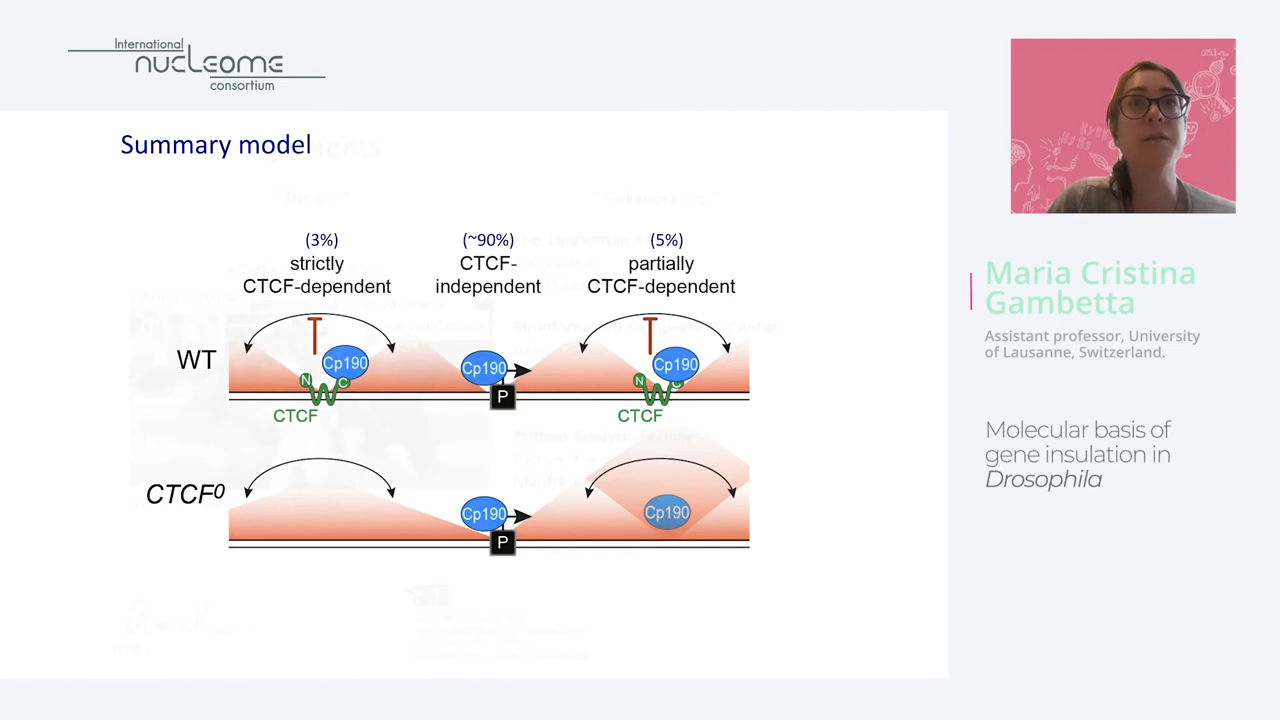 International
nucleome
consortium
Summary model
(3%)
strictly
CTCF-dependent
(~90%)
CTCF-
independent
(5%)
partially
CTCF-dependent
WT
Cp190
N
C
CTCF
Cp190
P
Cp190
N
C
CTCF
CTCF0
Cp190
P
Cp190
Maria Cristina
Gambetta
Assistant professor, University
of Lausanne, Switzerland.
Molecular basis of
gene insulation in
Drosophila